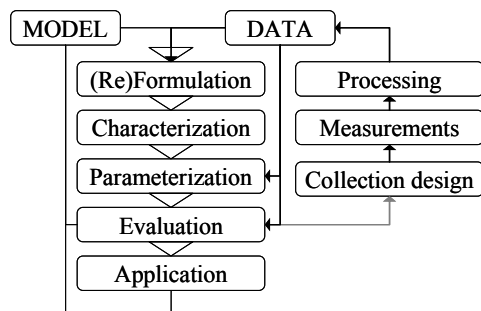 MODEL
DATA
(Re)Formulation
Processing
Characterization
Measurements
Parameterization
Collection design
Evaluation
Application